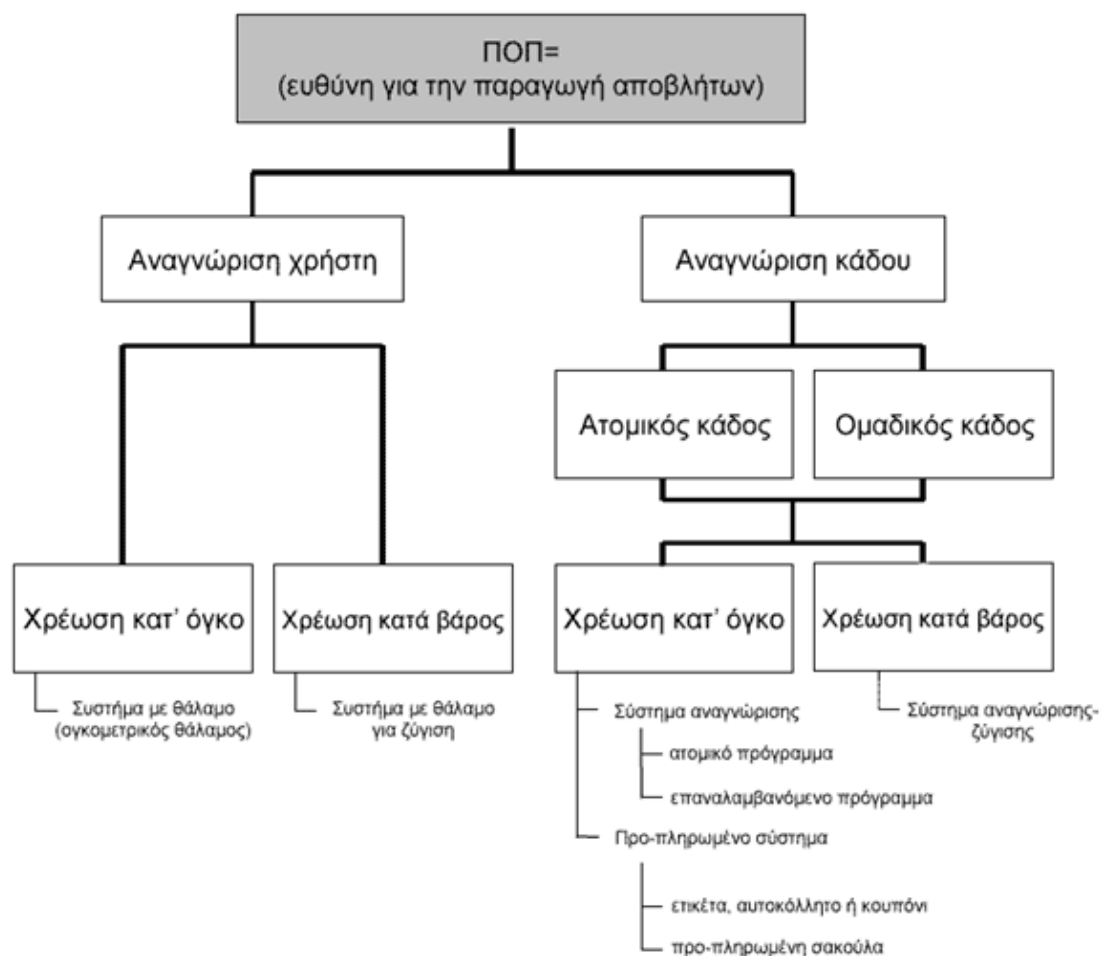 ΠΟΠ=
(ευθύνη για την παραγωγή αποβλήτων)
Αναγνώριση χρήστη
Αναγνώριση κάδου
Ατομικός κάδος
Ομαδικός κάδος
Χρέωση κατ’ όγκο
Χρέωση κατά βάρος
Χρέωση κατ’ όγκο
Χρέωση κατά βάρος
Συστήμα με θάλαμο
(ογκομετρικός θάλαμος)
Συστήμα με θάλαμο
για ζύγιση
Σύστημα αναγνώρισης
ατομικό πρόγραμμα
επαναλαμβανόμενο πρόγραμμα
Προ-πληρωμένο σύστημα
ετικέτα, αυτοκόλλητο ή κουπόνι
προ-πληρωμένη σακούλα
Σύστημα αναγνώρισης-
ζύγισης